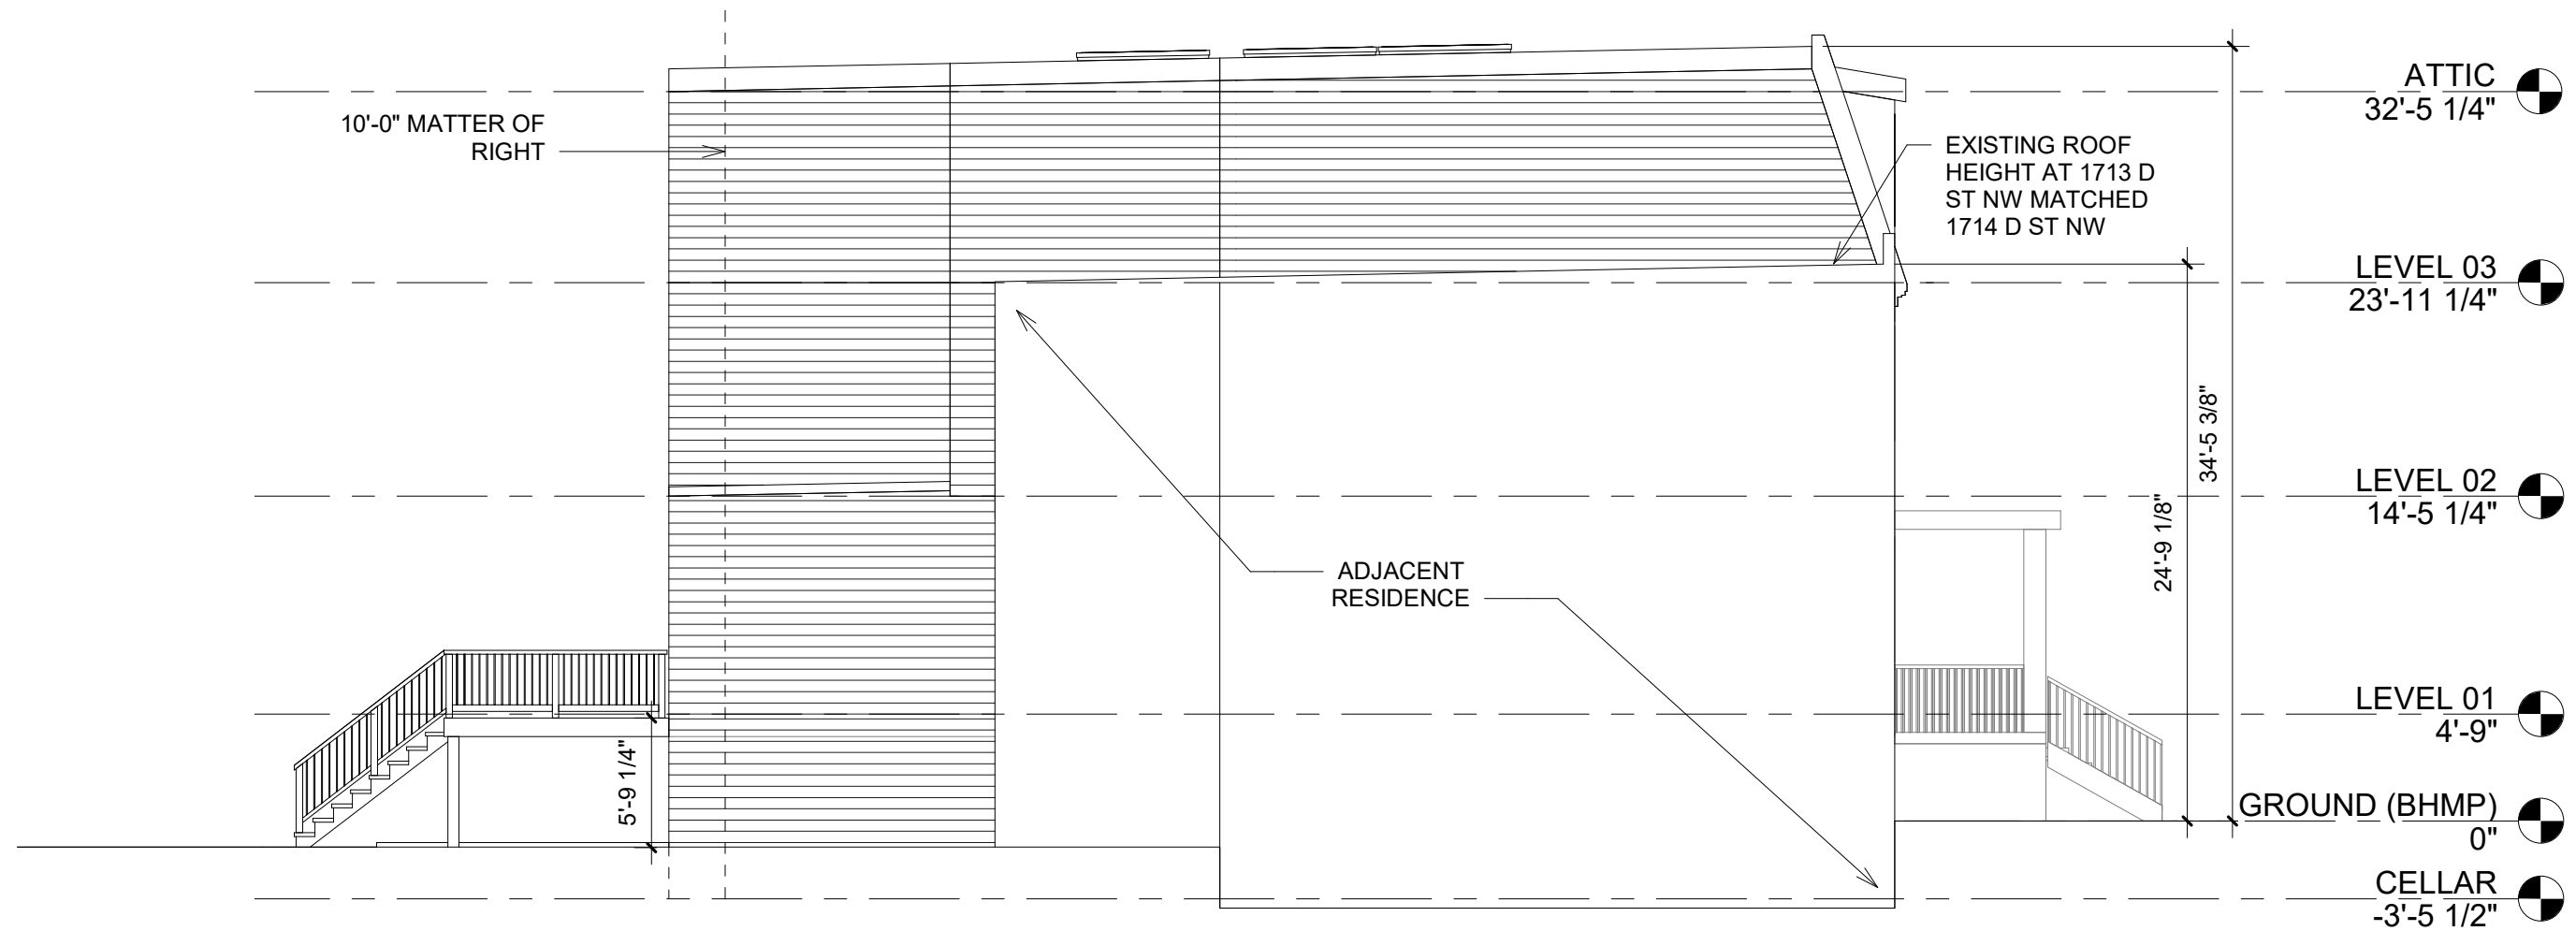 ATTIC
32'-5 1/4"
10'-0" MATTER OF
RIGHT
EXISTING ROOF
HEIGHT AT 1713 D
ST NW MATCHED
1714 D ST NW
LEVEL 03
23'-11 1/4"
34'-5 3/8"
LEVEL 02
14'-5 1/4"
24'-9 1/8"
ADJACENT
RESIDENCE
LEVEL 01
4'-9"
5'-9 1/4"
GROUND (BHMP)
0"
CELLAR
-3'-5 1/2"